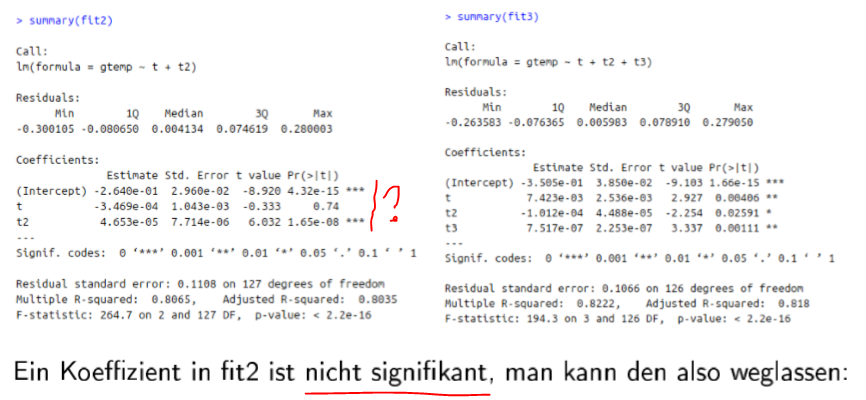 > summary(fit2)
Call:
lm(formula = gtemp ~ t + t2)
Residuals:
Min 1Q Median 3Q Max
-0.300105 -0.080650 0.004134 0.074619 0.280003
Coefficients:
Estimate Std. Error t value Pr(>|t|)
(Intercept) -2.640e-01 2.960e-02 -8.920 4.32e-15 ***
t -3.469e-04 1.043e-03 -0.333 0.74
t2 4.653e-05 7.714e-06 6.032 1.65e-08 ***
?
---
Signif. codes: 0 ‘***’ 0.001 ‘**’ 0.01 ‘*’ 0.05 ‘.’ 0.1 ‘ ’ 1
Residual standard error: 0.1108 on 127 degrees of freedom
Multiple R-squared: 0.8065, Adjusted R-squared: 0.8035
F-statistic: 264.7 on 2 and 127 DF, p-value: < 2.2e-16
> summary(fit3)
Call:
lm(formula = gtemp ~ t + t2 + t3)
Residuals:
Min 1Q Median 3Q Max
-0.263583 -0.076365 0.005983 0.078910 0.279050
Coefficients:
Estimate Std. Error t value Pr(>|t|)
(Intercept) -3.505e-01 3.850e-02 -9.103 1.66e-15 ***
t 7.423e-03 2.536e-03 2.927 0.00406 **
t2 -1.012e-04 4.488e-05 -2.254 0.02591 *
t3 7.517e-07 2.253e-07 3.337 0.00111 **
---
Signif. codes: 0 ‘***’ 0.001 ‘**’ 0.01 ‘*’ 0.05 ‘.’ 0.1 ‘ ’ 1
Residual standard error: 0.1066 on 126 degrees of freedom
Multiple R-squared: 0.8222, Adjusted R-squared: 0.818
F-statistic: 194.3 on 3 and 126 DF, p-value: < 2.2e-16
Ein Koeffizient in fit2 ist nicht signifikant, man kann den also weglassen: